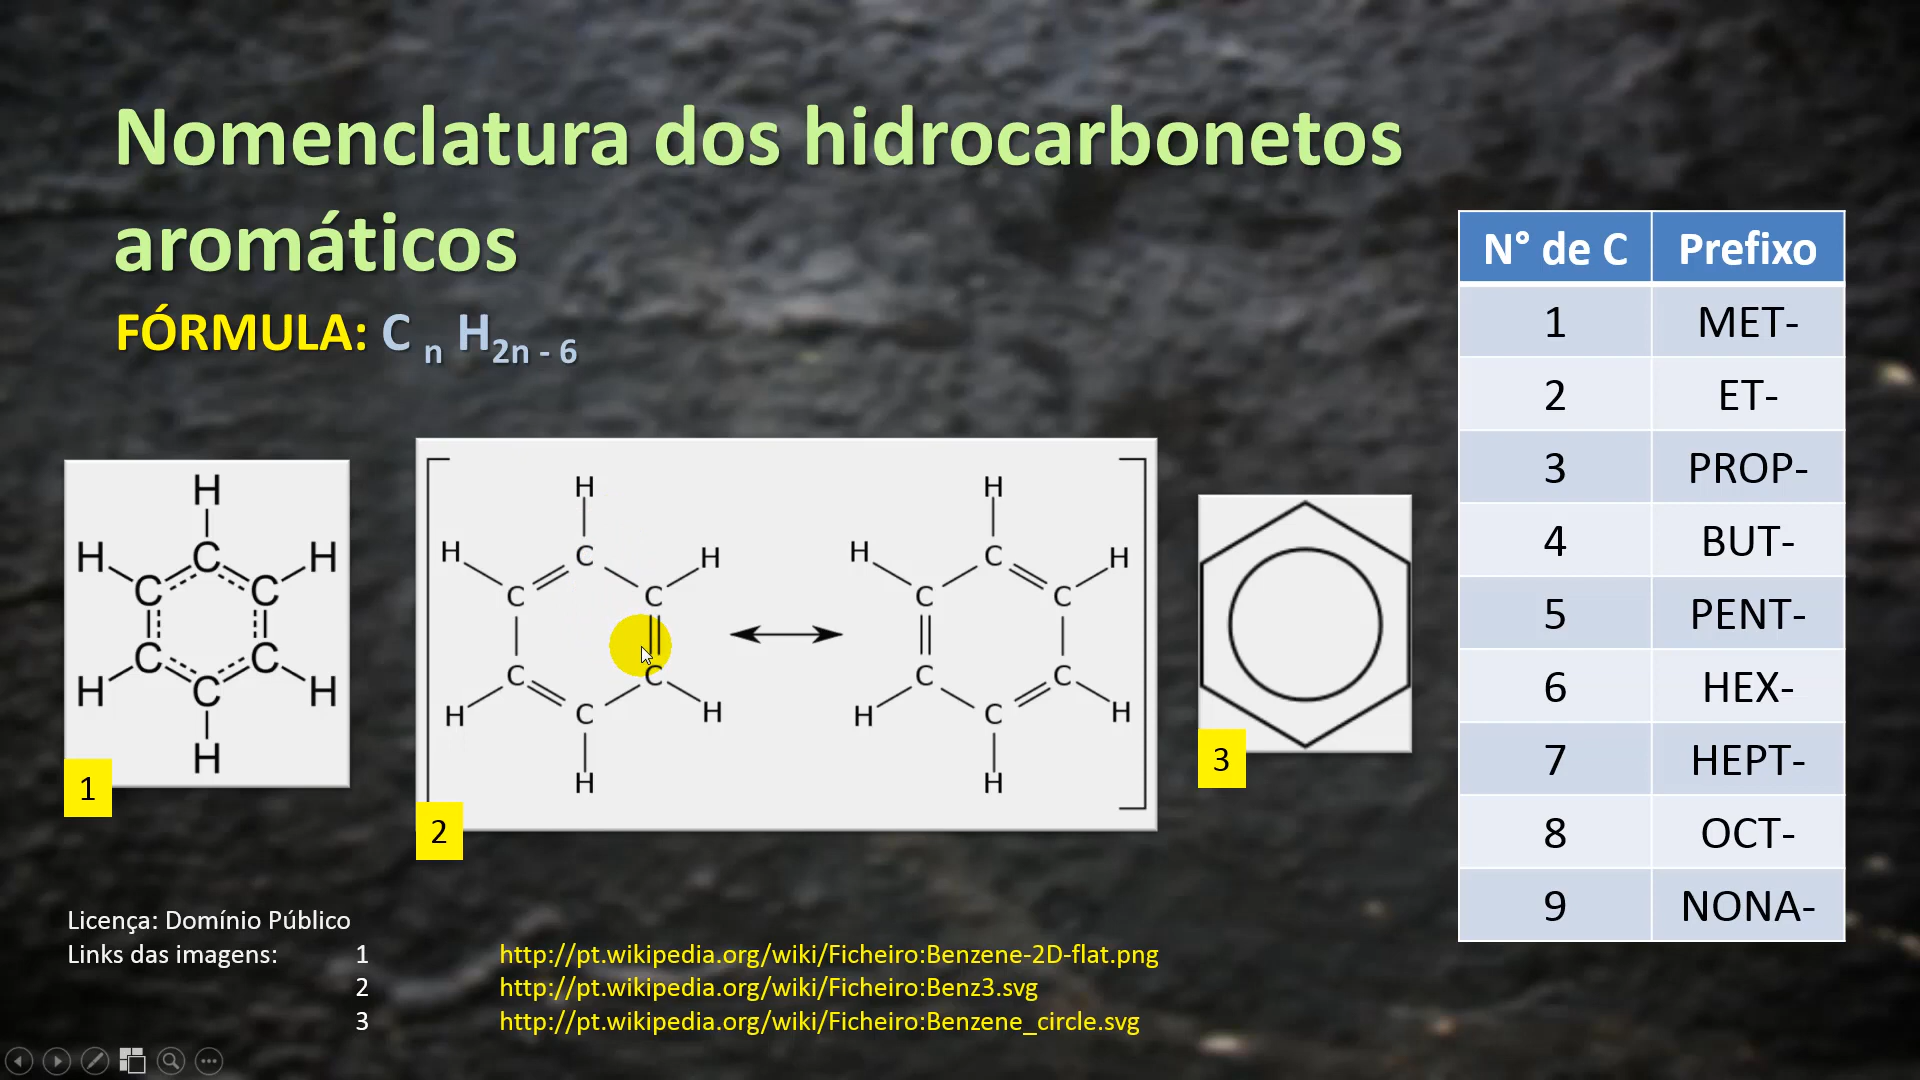 Nomenclatura dos hidrocarbonetos
aromáticos
FÓRMULA: C n H2n - 6
H
H H
C
C C
C C
C
H H
H
1
H
H H
C
C C
C C
C
H H
H
H
H H
C
C C
C C
C
H H
H
2
3
N° de C Prefixo
1 MET-
2 ET-
3 PROP-
4 BUT-
5 PENT-
6 HEX-
7 HEPT-
8 OCT-
9 NONA-
Licença: Domínio Público
Links das imagens: 1 http://pt.wikipedia.org/wiki/Ficheiro:Benzene-2D-flat.png
2 http://pt.wikipedia.org/wiki/Ficheiro:Benz3.svg
3 http://pt.wikipedia.org/wiki/Ficheiro:Benzene_circle.svg